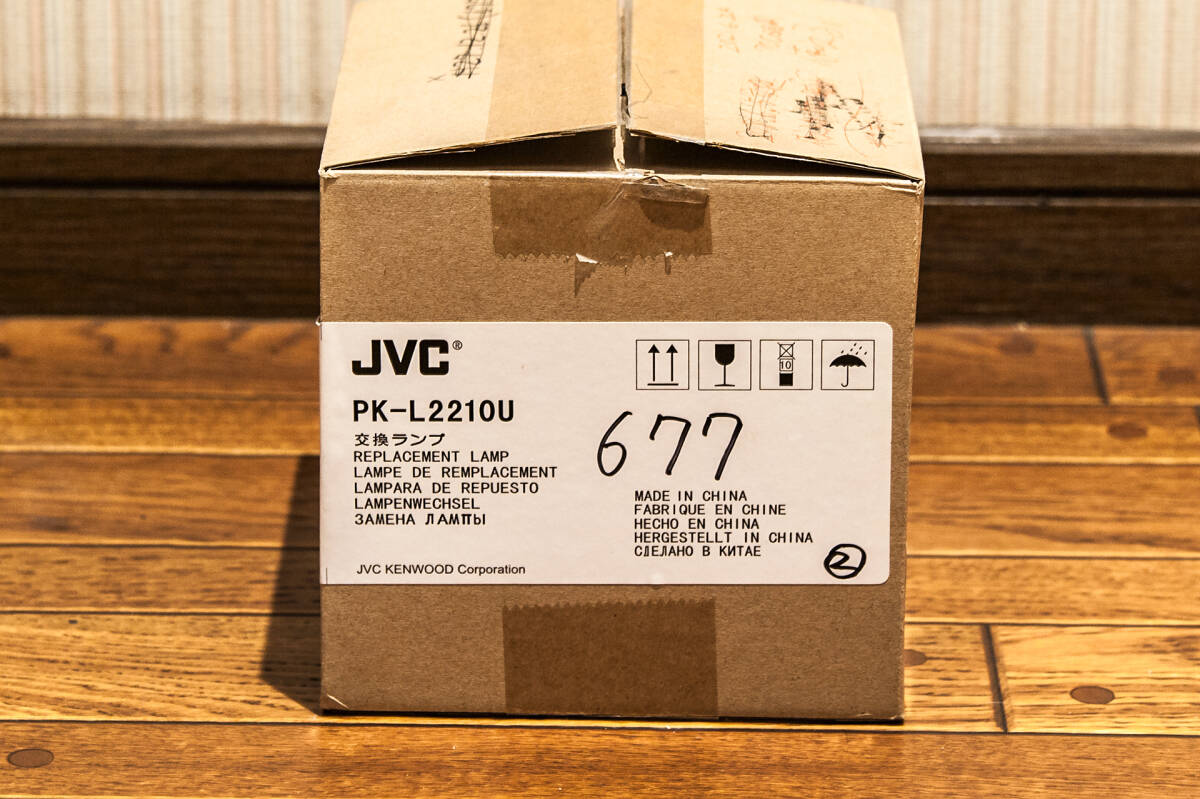 JVC®
10
PK-L2210U
交換ランプ
REPLACEMENT LAMP
LAMPE DE REMPLACEMENT
LAMPARA DE REPUESTO
LAMPENWECHSEL
ЗАМЕНА ЛАМПЫ
JVC KENWOOD Corporation
677
MADE IN CHINA
FABRIQUE EN CHINE
HECHO EN CHINA
HERGESTELLT IN CHINA
СДЕЛАНО В КИТАЕ
2